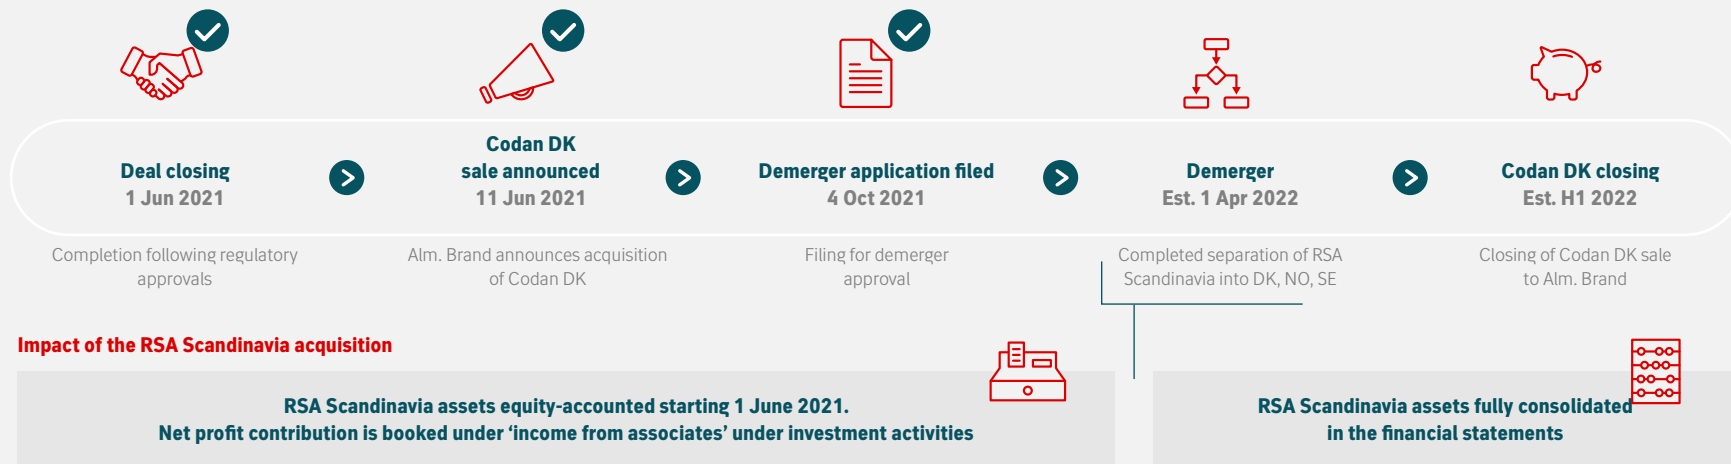 Deal closing
1 Jun 2021
Completion following regulatory
approvals
Codan DK
sale announced
11 Jun 2021
Alm. Brand announces acquisition
of Codan DK
Demerger application filed
4 Oct 2021
Filing for demerger
approval
Demerger
Est. 1 Apr 2022
Completed separation of RSA
Scandinavia into DK, NO, SE
Codan DK closing
Est. H1 2022
Closing of Codan DK sale
to Alm. Brand
Impact of the RSA Scandinavia acquisition
RSA Scandinavia assets equity-accounted starting 1 June 2021.
Net profit contribution is booked under ‘income from associates’ under investment activities
RSA Scandinavia assets fully consolidated
in the financial statements